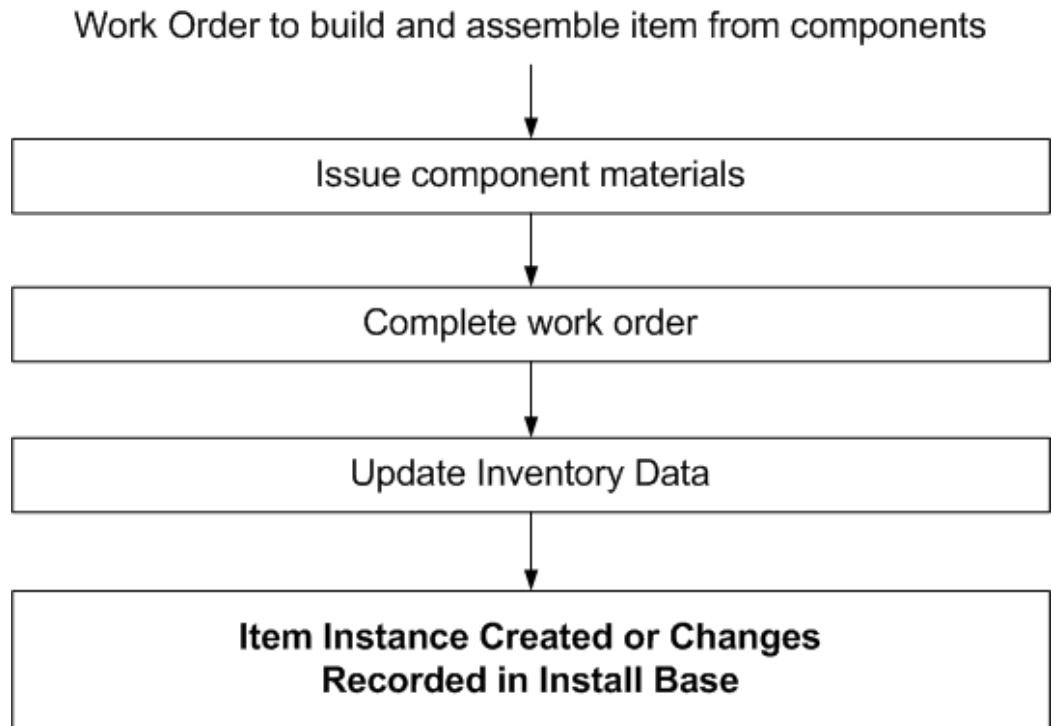 Work Order to build and assemble item from components
Issue component materials
Complete work order
Update Inventory Data
Item Instance Created or Changes
Recorded in Install Base